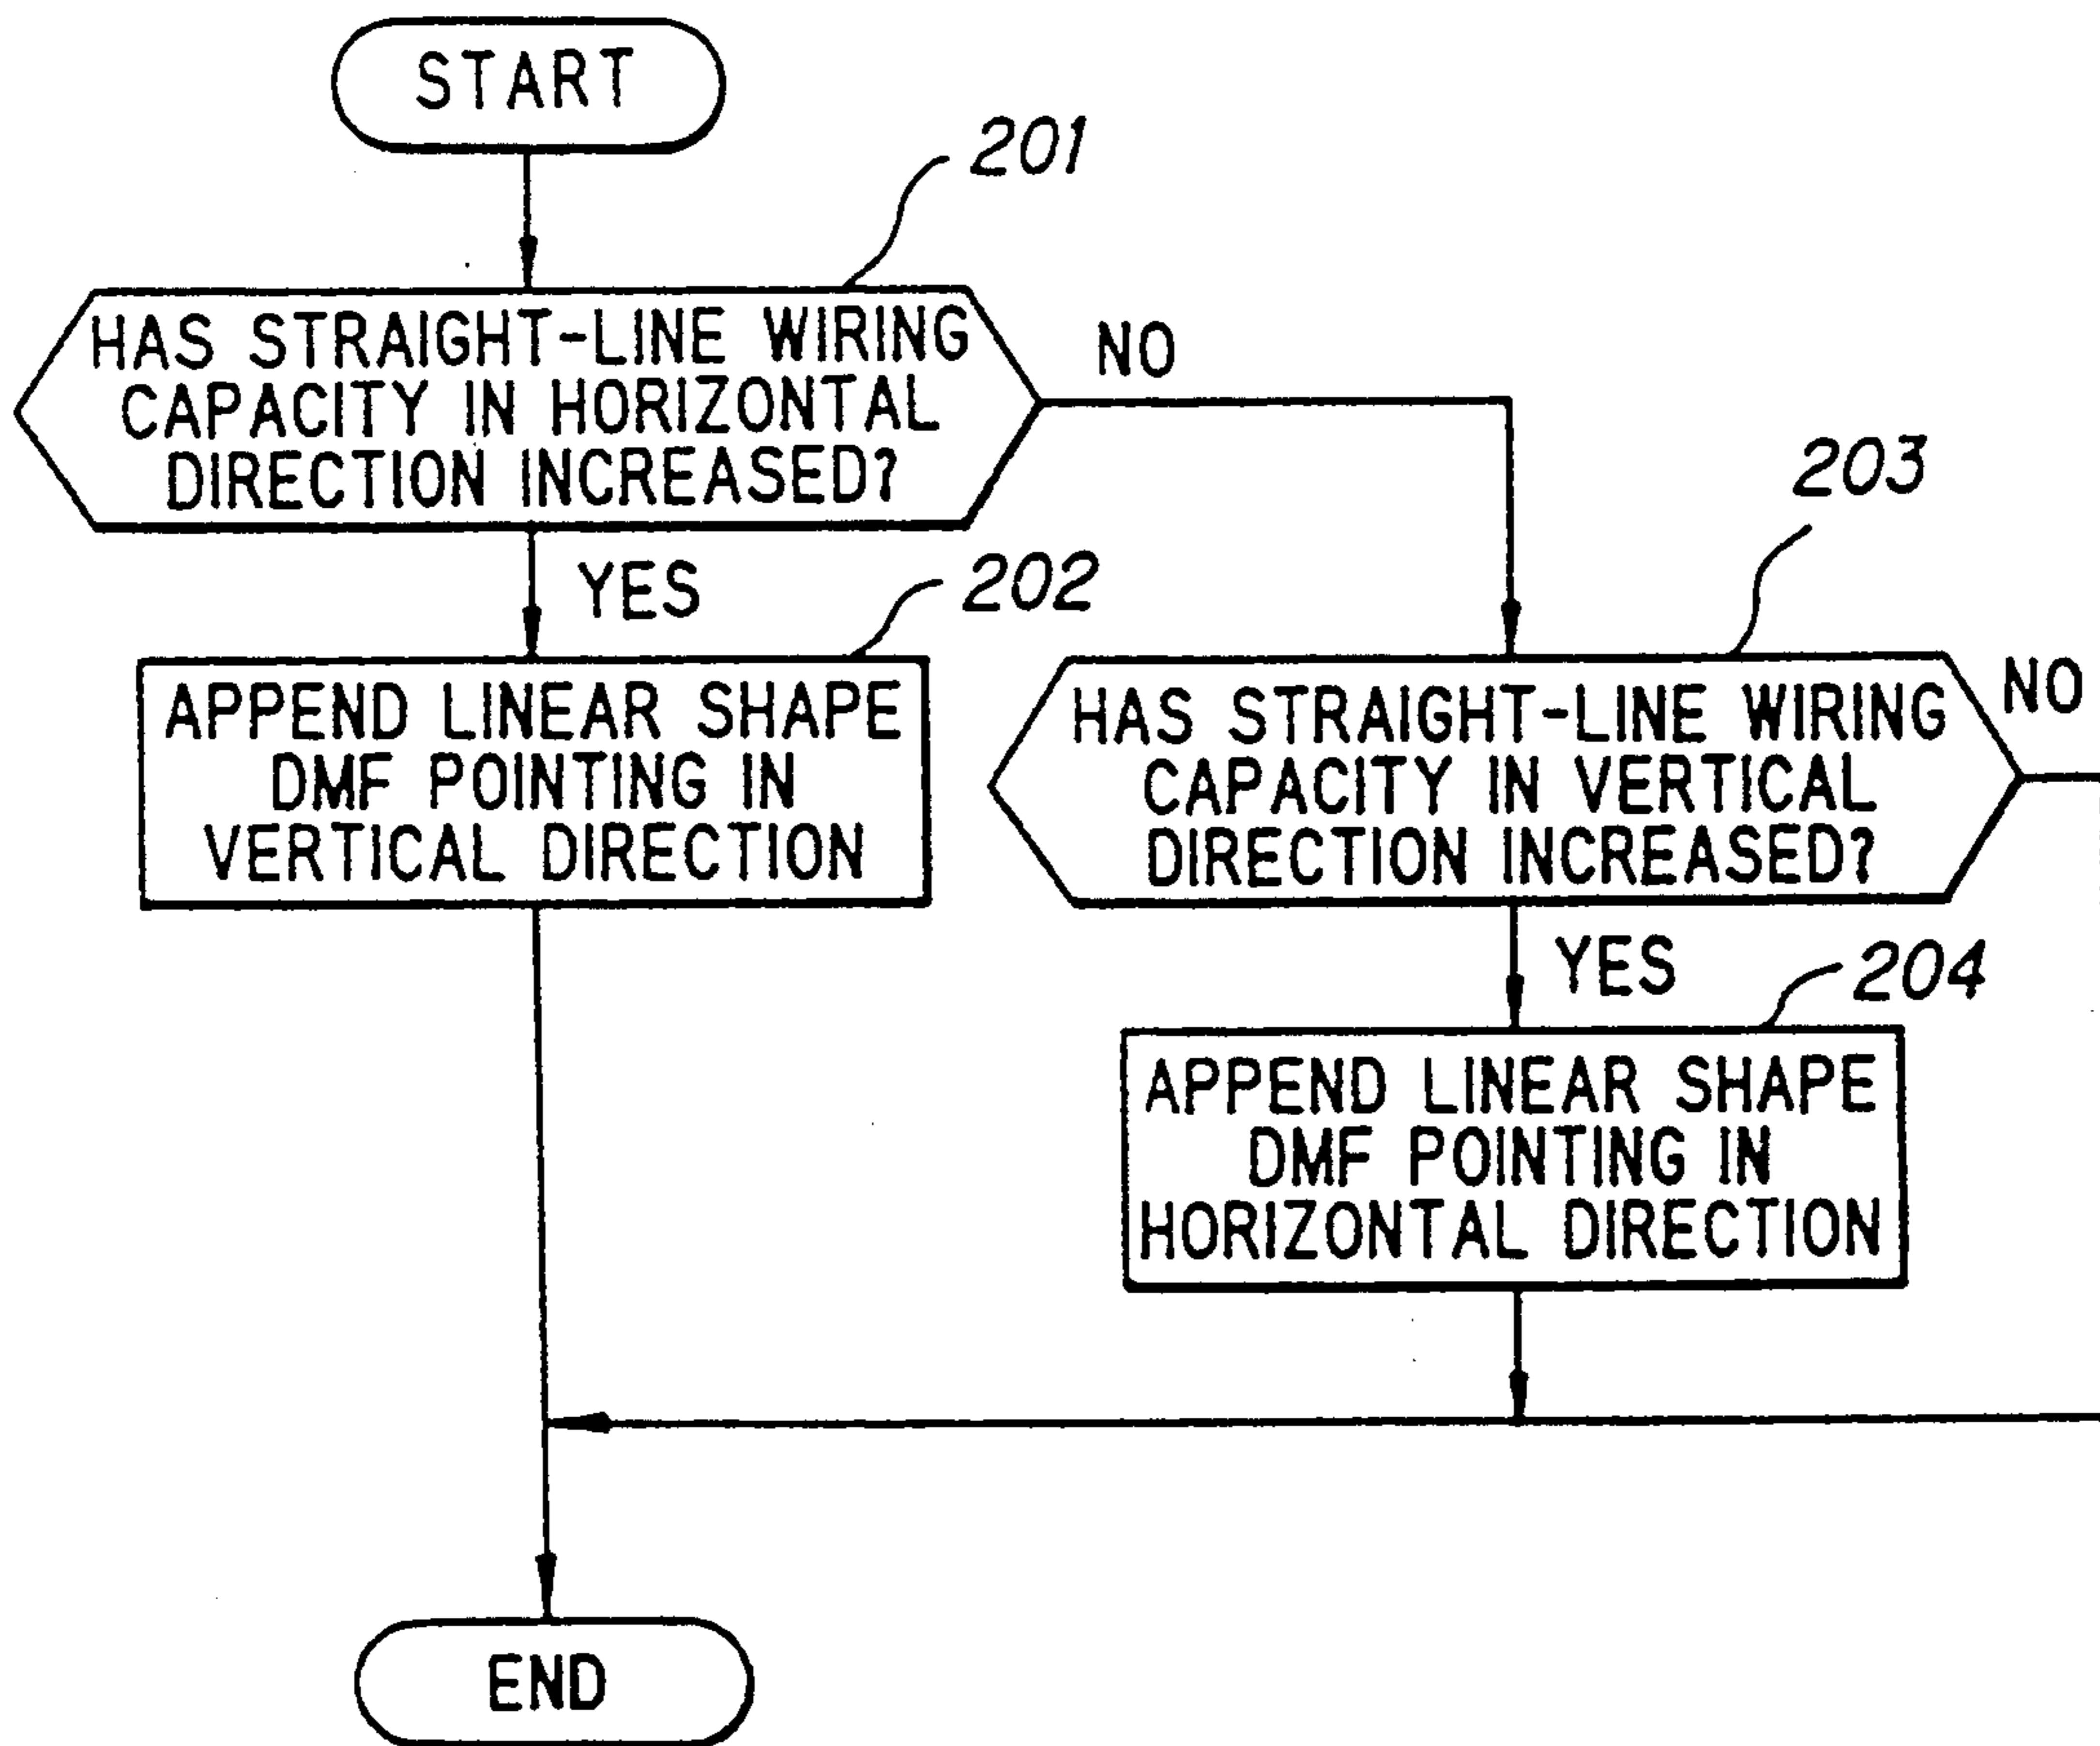 START
201
HAS STRAIGHT-LINE WIRING
CAPACITY IN HORIZONTAL
DIRECTION INCREASED?
NO
YES
202
APPEND LINEAR SHAPE
DMF POINTING IN
VERTICAL DIRECTION
203
HAS STRAIGHT-LINE WIRING
CAPACITY IN VERTICAL
DIRECTION INCREASED?
NO
YES
204
APPEND LINEAR SHAPE
DMF POINTING IN
HORIZONTAL DIRECTION
END